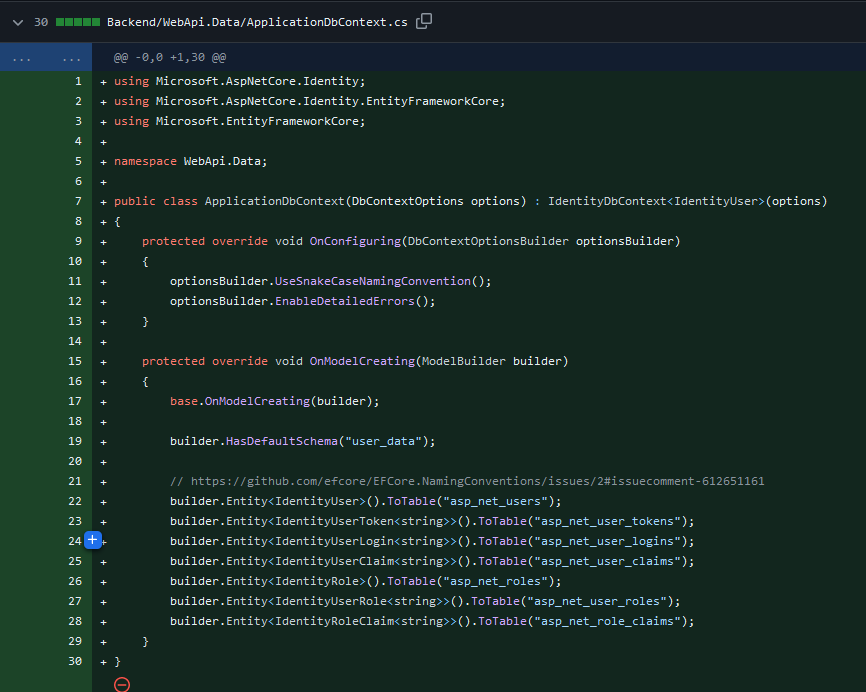 30 Backend/WebApi.Data/ApplicationDbContext.cs
... ... @@ -0,0 +1,30 @@
1 + using Microsoft.AspNetCore.Identity;
2 + using Microsoft.AspNetCore.Identity.EntityFrameworkCore;
3 + using Microsoft.EntityFrameworkCore;
4 +
5 + namespace WebApi.Data;
6 +
7 + public class ApplicationDbContext(DbContextOptions options) : IdentityDbContext<IdentityUser>(options)
8 + {
9 +     protected override void OnConfiguring(DbContextOptionsBuilder optionsBuilder)
10 +     {
11 +         optionsBuilder.UseSnakeCaseNamingConvention();
12 +         optionsBuilder.EnableDetailedErrors();
13 +     }
14 +
15 +     protected override void OnModelCreating(ModelBuilder builder)
16 +     {
17 +         base.OnModelCreating(builder);
18 +
19 +         builder.HasDefaultSchema("user_data");
20 +
21 +         // https://github.com/efcore/EFCore.NamingConventions/issues/2#issuecomment-612651161
22 +         builder.Entity<IdentityUser>().ToTable("asp_net_users");
23 +         builder.Entity<IdentityUserToken<string>>().ToTable("asp_net_user_tokens");
24 +         builder.Entity<IdentityUserLogin<string>>().ToTable("asp_net_user_logins");
25 +         builder.Entity<IdentityUserClaim<string>>().ToTable("asp_net_user_claims");
26 +         builder.Entity<IdentityRole>().ToTable("asp_net_roles");
27 +         builder.Entity<IdentityUserRole<string>>().ToTable("asp_net_user_roles");
28 +         builder.Entity<IdentityRoleClaim<string>>().ToTable("asp_net_role_claims");
29 +     }
30 + }